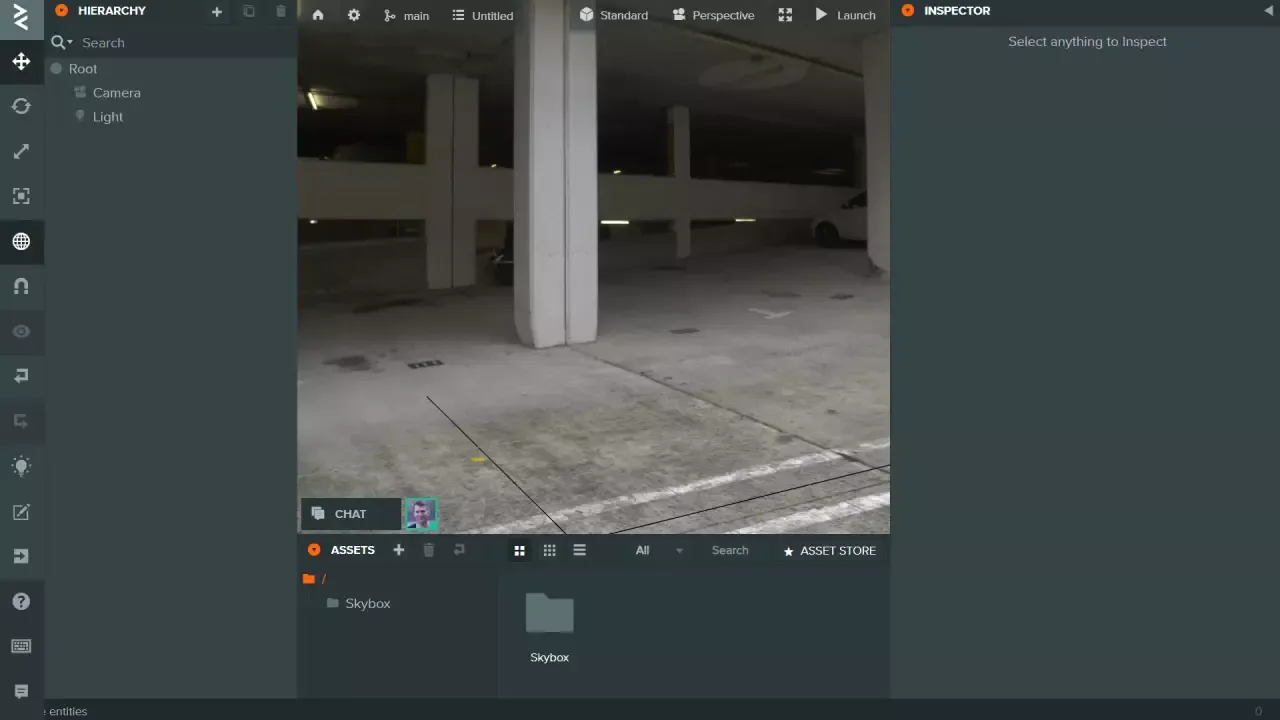 HIERARCHY
main
Untitled
Standard
Perspective
Launch
INSPECTOR
Search
Select anything to Inspect
Root
Camera
Light
CHAT
ASSETS
All
Search
ASSET STORE
/
Skybox
Skybox
entities
0